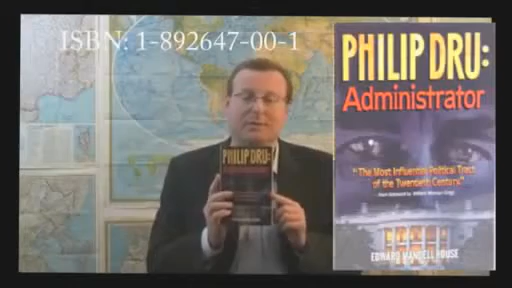 ISBN: 1-892647-00-1
PHILIP DRU:
Administrator
"The Most Influential Political Tract
of the Twentieth Century."
EDWARD MANDELL HOUSE
PHILIP DRU: